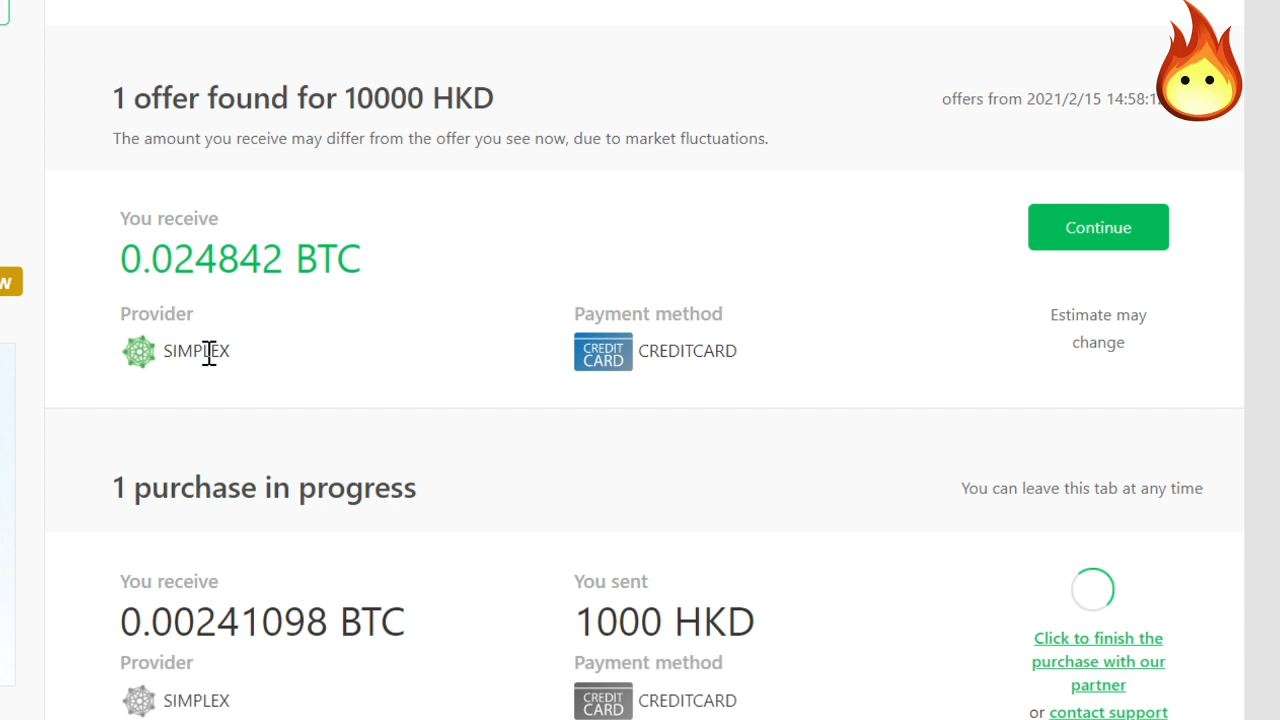 1 offer found for 10000 HKD
offers from 2021/2/15 14:58:1
The amount you receive may differ from the offer you see now, due to market fluctuations.
You receive
0.024842 BTC
Continue
Provider
Payment method
Estimate may
change
SIMPLEX
CREDIT
CARD
CREDITCARD
1 purchase in progress
You can leave this tab at any time
You receive
You sent
0.00241098 BTC
1000 HKD
Click to finish the
purchase with our
partner
Provider
Payment method
SIMPLEX
CREDIT
CARD
CREDITCARD
or contact support